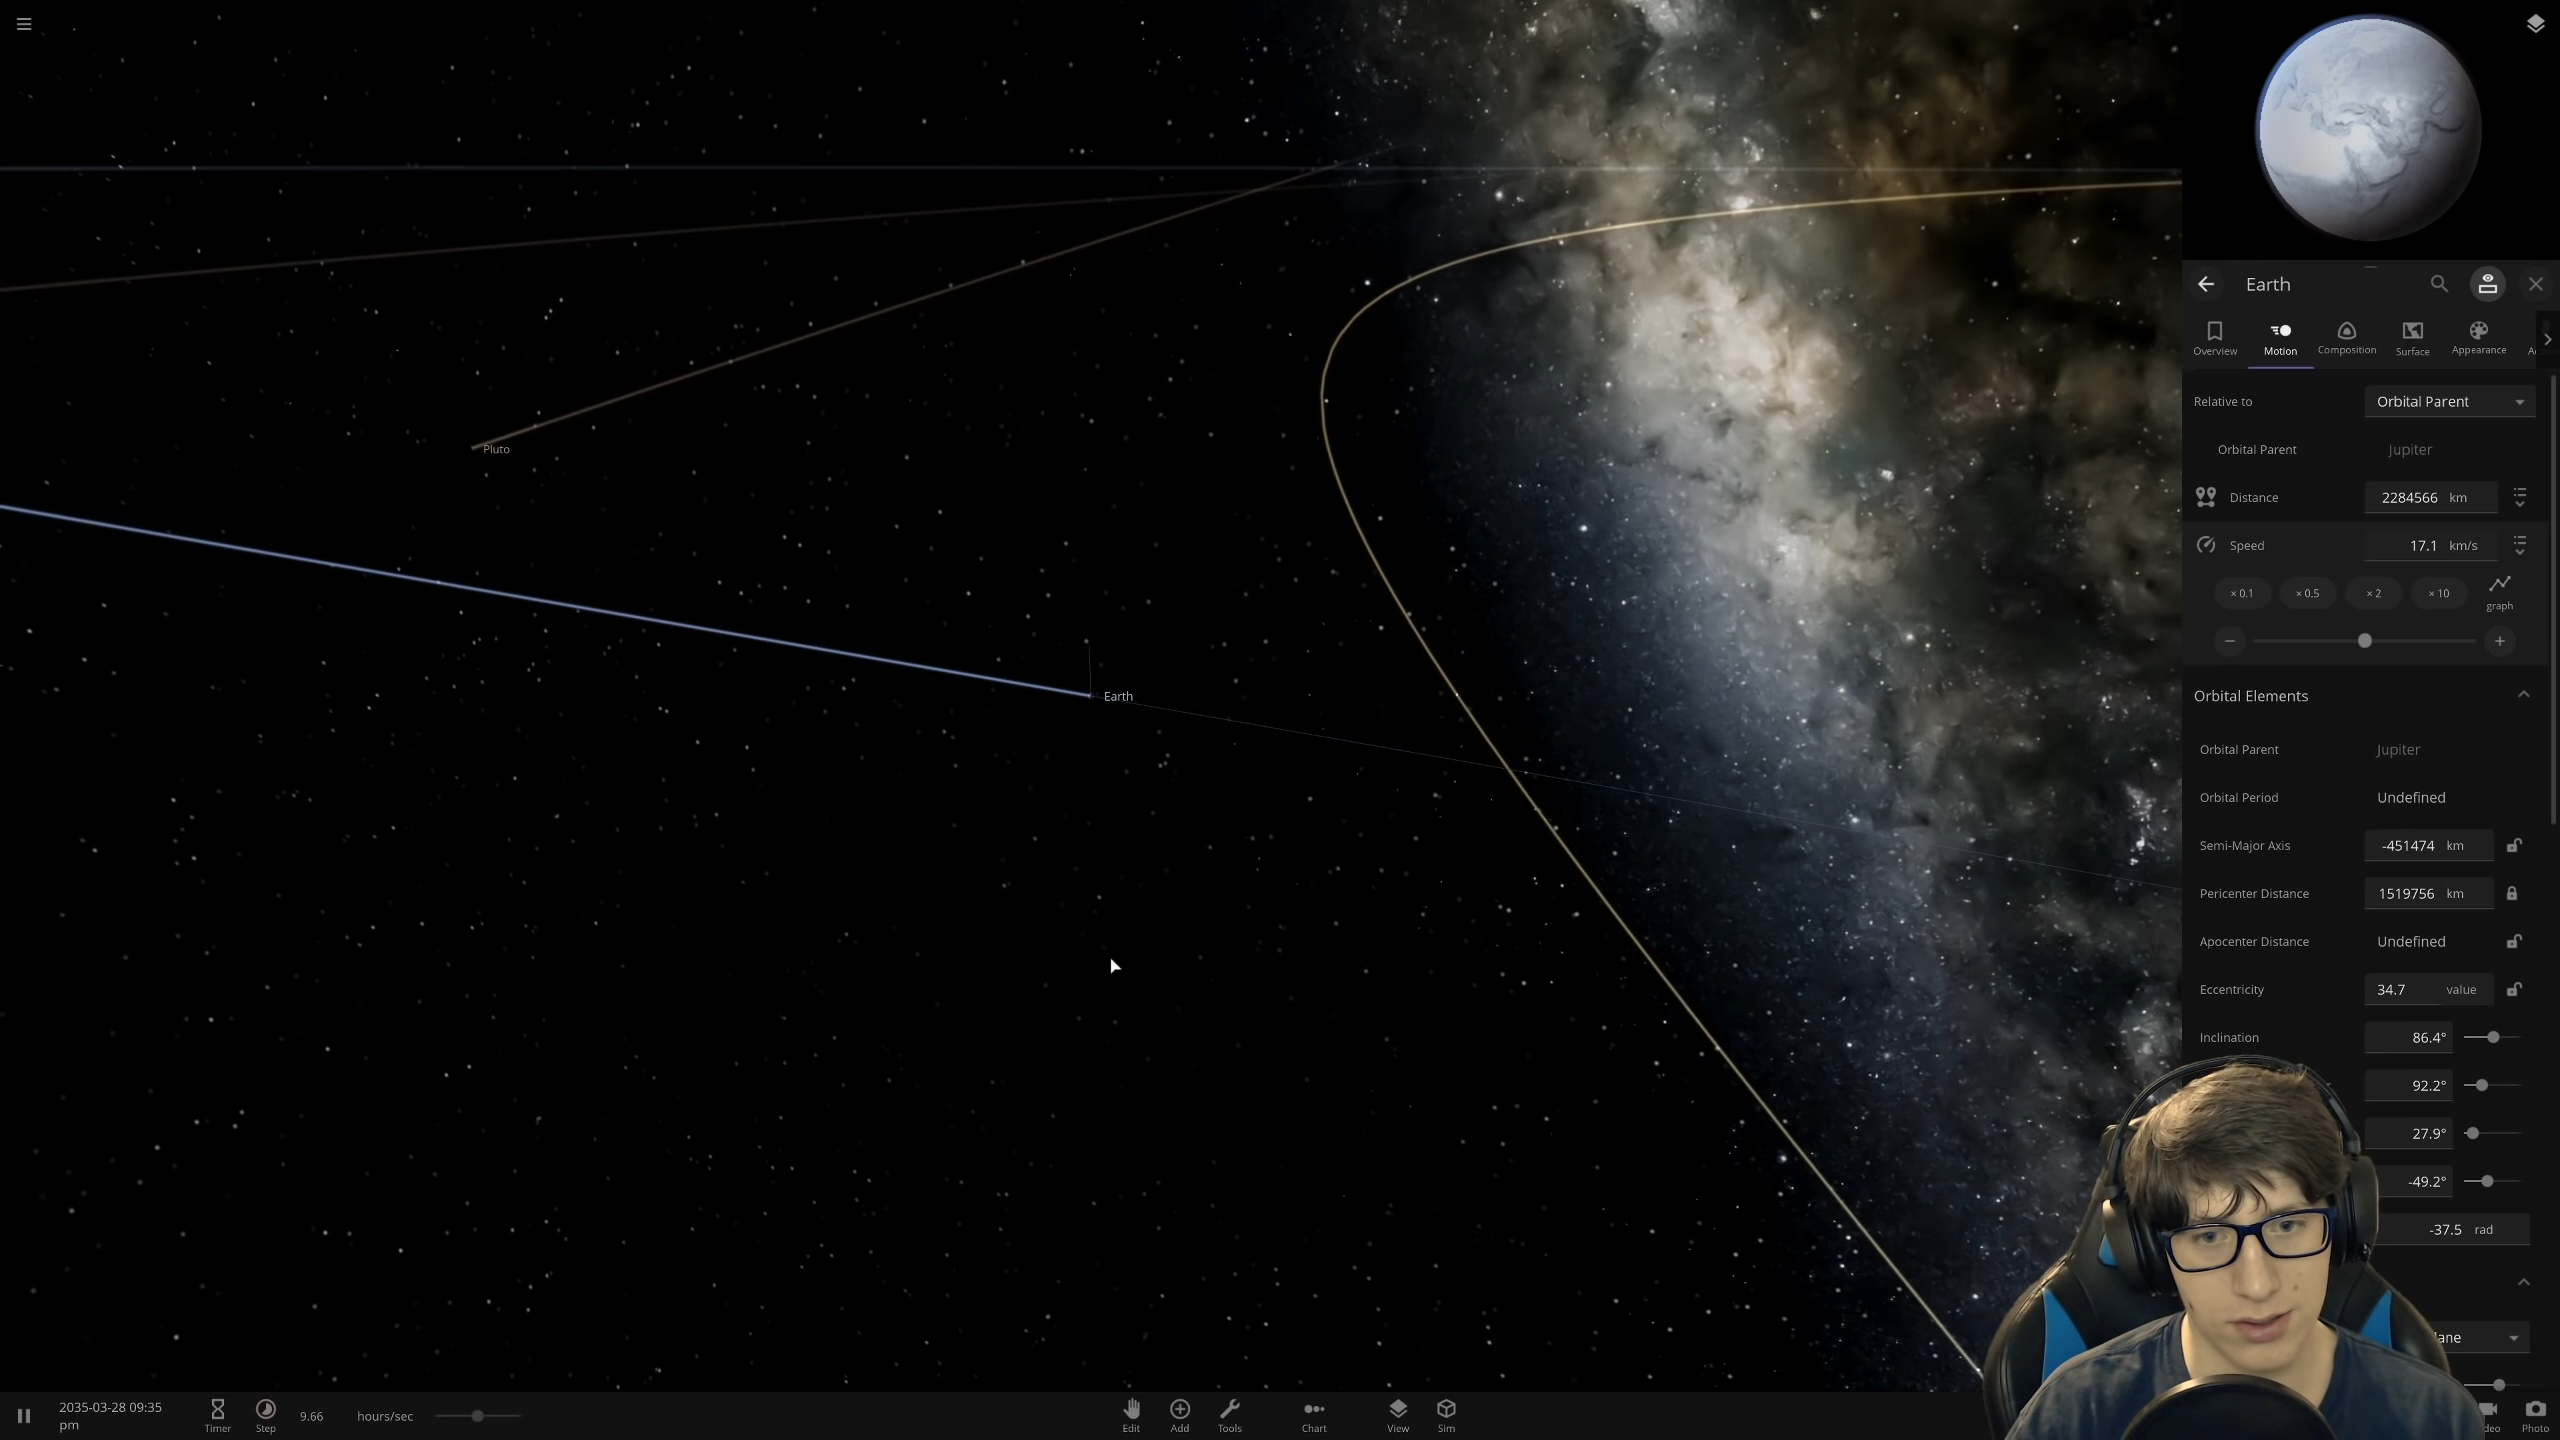 Pluto
Earth
Earth
Overview
Motion
Composition
Surface
Appearance
Relative to
Orbital Parent
Orbital Parent
Jupiter
Distance
2284566 km
Speed
17.1 km/s
× 0.1
× 0.5
× 2
× 10
graph
Orbital Elements
Orbital Parent
Jupiter
Orbital Period
Undefined
Semi-Major Axis
-451474 km
Pericenter Distance
1519756 km
Apocenter Distance
Undefined
Eccentricity
34.7 value
Inclination
86.4°
92.2°
27.9°
-49.2°
-37.5 rad
2035-03-28 09:35
pm
Timer
Step
9.66
hours/sec
Edit
Add
Tools
Chart
View
Sim
Photo